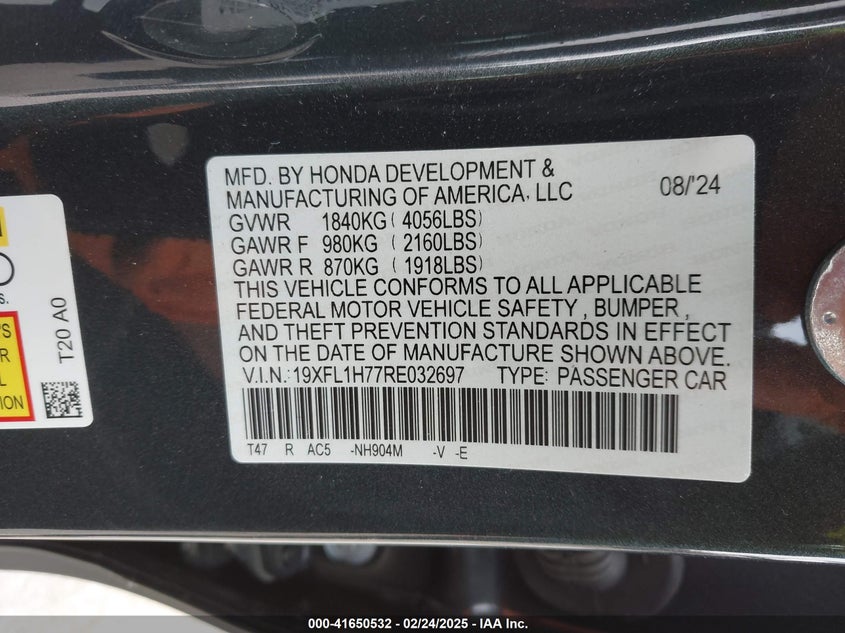 MFD. BY HONDA DEVELOPMENT &
MANUFACTURING OF AMERICA, LLC 08/'24
GVWR 1840KG ( 4056LBS)
GAWR F 980KG ( 2160LBS)
GAWR R 870KG ( 1918LBS)
THIS VEHICLE CONFORMS TO ALL APPLICABLE
FEDERAL MOTOR VEHICLE SAFETY , BUMPER ,
AND THEFT PREVENTION STANDARDS IN EFFECT
ON THE DATE OF MANUFACTURE SHOWN ABOVE.
V.I.N.: 19XFL1H77RE032697 TYPE: PASSENGER CAR
T47 R AC5 -NH904M -V -E
T20 A0
000-41650532 - 02/24/2025 - IAA Inc.